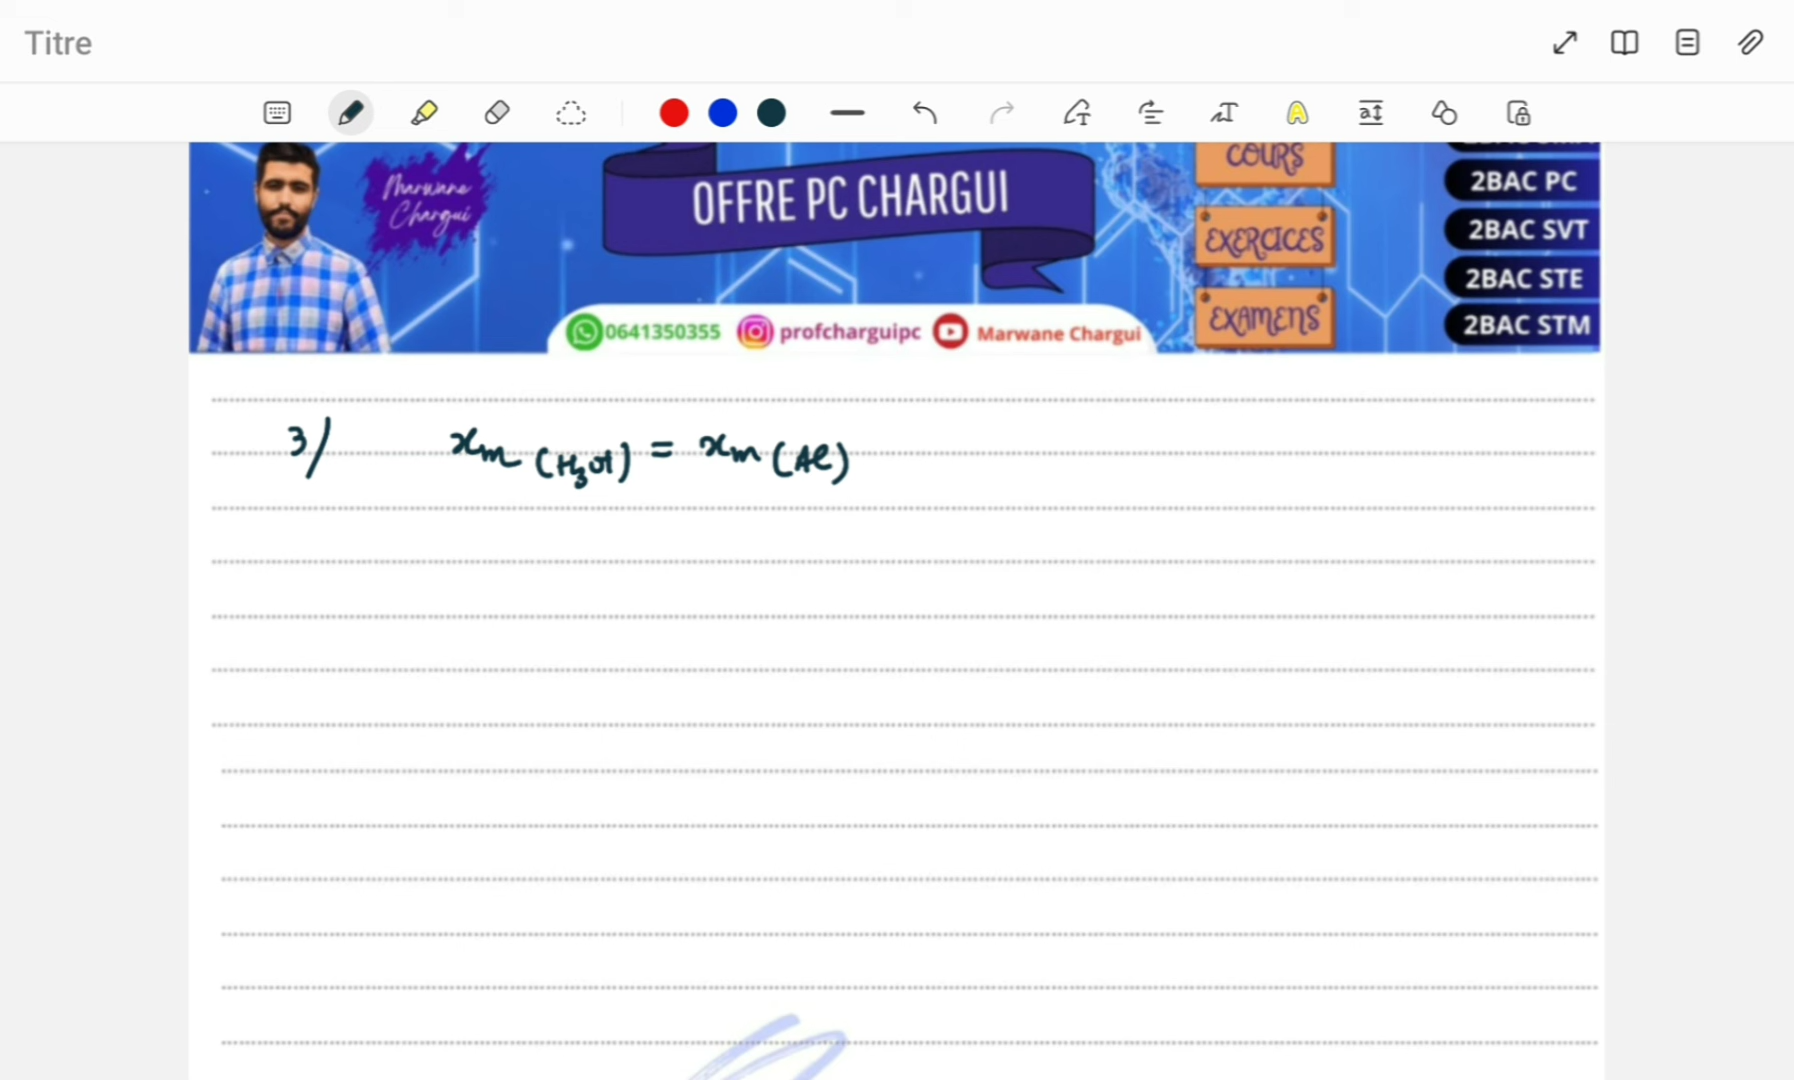 Titre
Marwane
Chargui
OFFRE PC CHARGUI
COURS
EXERCICES
EXAMENS
2BAC PC
2BAC SVT
2BAC STE
2BAC STM
0641350355 profcharguipc Marwane Chargui
3/ xm (H3O+) = xm (Al)